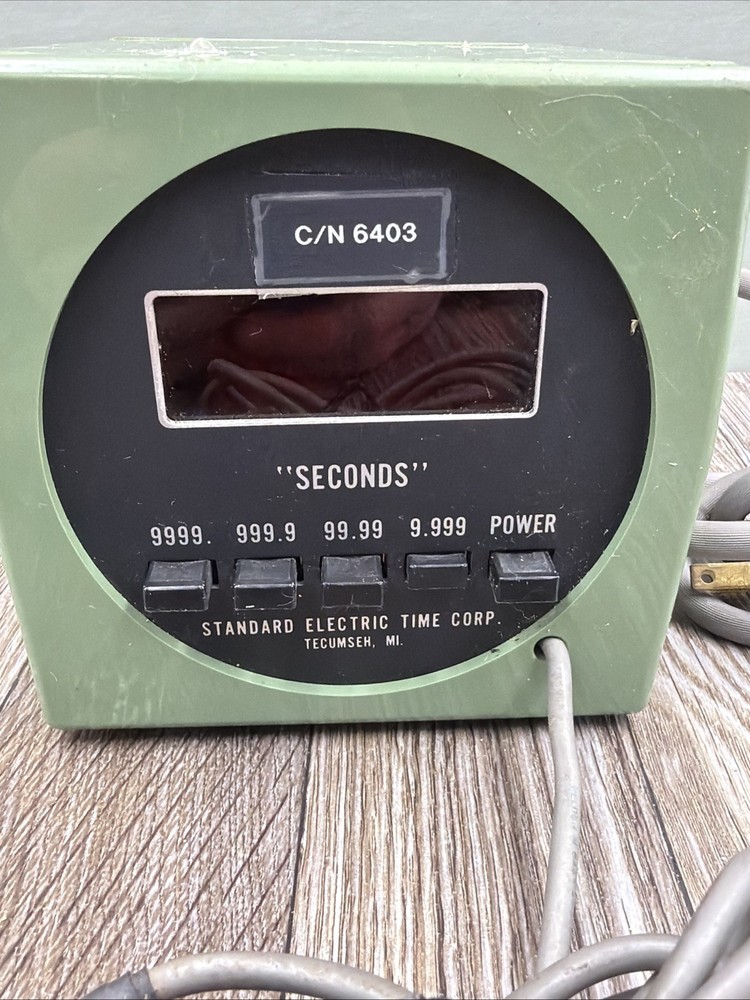 C/N 6403
"SECONDS"
9999. 999.9 99.99 9.999 POWER
STANDARD ELECTRIC TIME CORP.
TECUMSEH, MI.